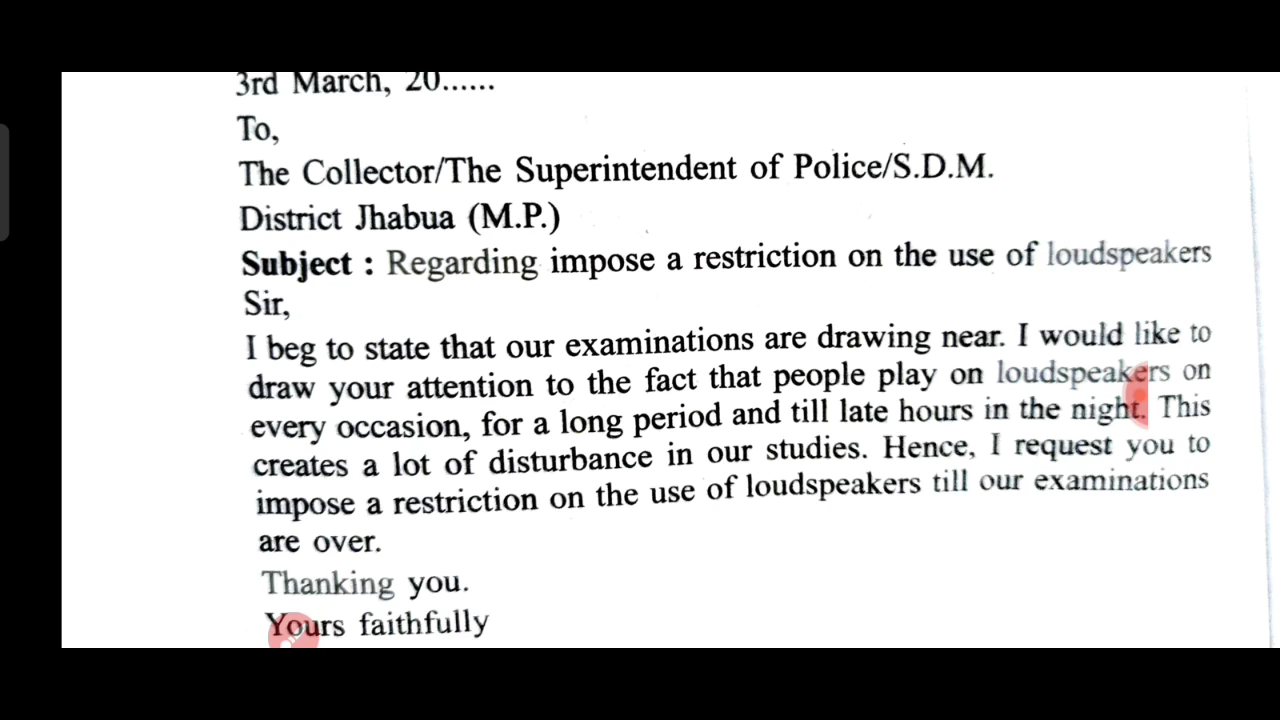 3rd March, 20......
To,
The Collector/The Superintendent of Police/S.D.M.
District Jhabua (M.P.)
Subject : Regarding impose a restriction on the use of loudspeakers
Sir,
I beg to state that our examinations are drawing near. I would like to
draw your attention to the fact that people play on loudspeakers on
every occasion, for a long period and till late hours in the night. This
creates a lot of disturbance in our studies. Hence, I request you to
impose a restriction on the use of loudspeakers till our examinations
are over.
Thanking you.
Yours faithfully